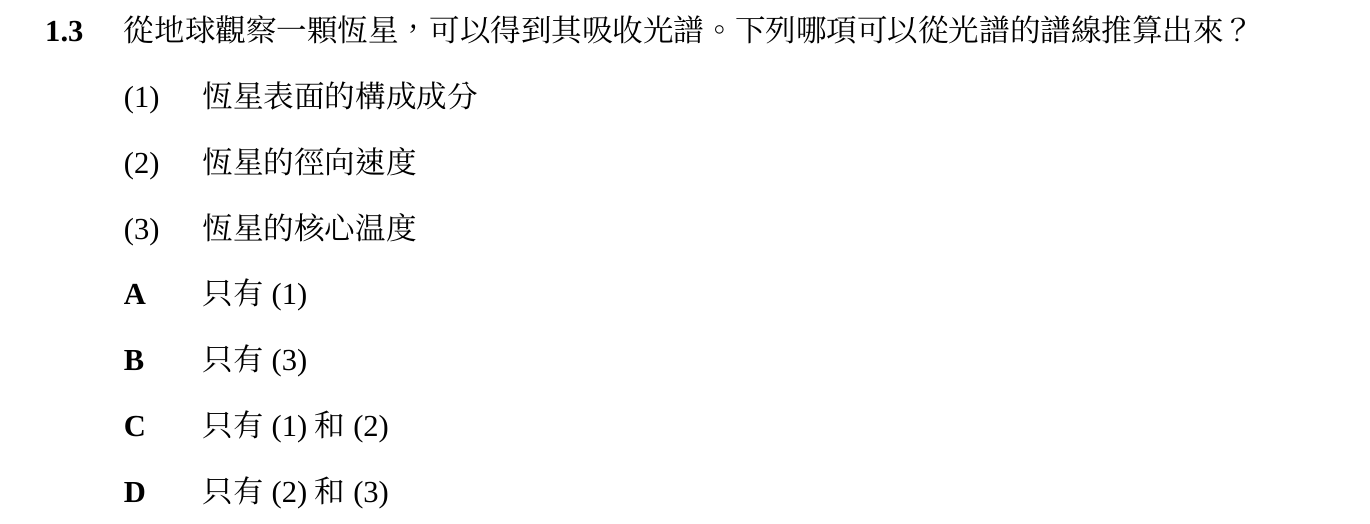 1.3 從地球觀察一顆恆星，可以得到其吸收光譜。下列哪項可以從光譜的譜線推算出來？
(1) 恆星表面的構成成分
(2) 恆星的徑向速度
(3) 恆星的核心温度
A 只有 (1)
B 只有 (3)
C 只有 (1) 和 (2)
D 只有 (2) 和 (3)